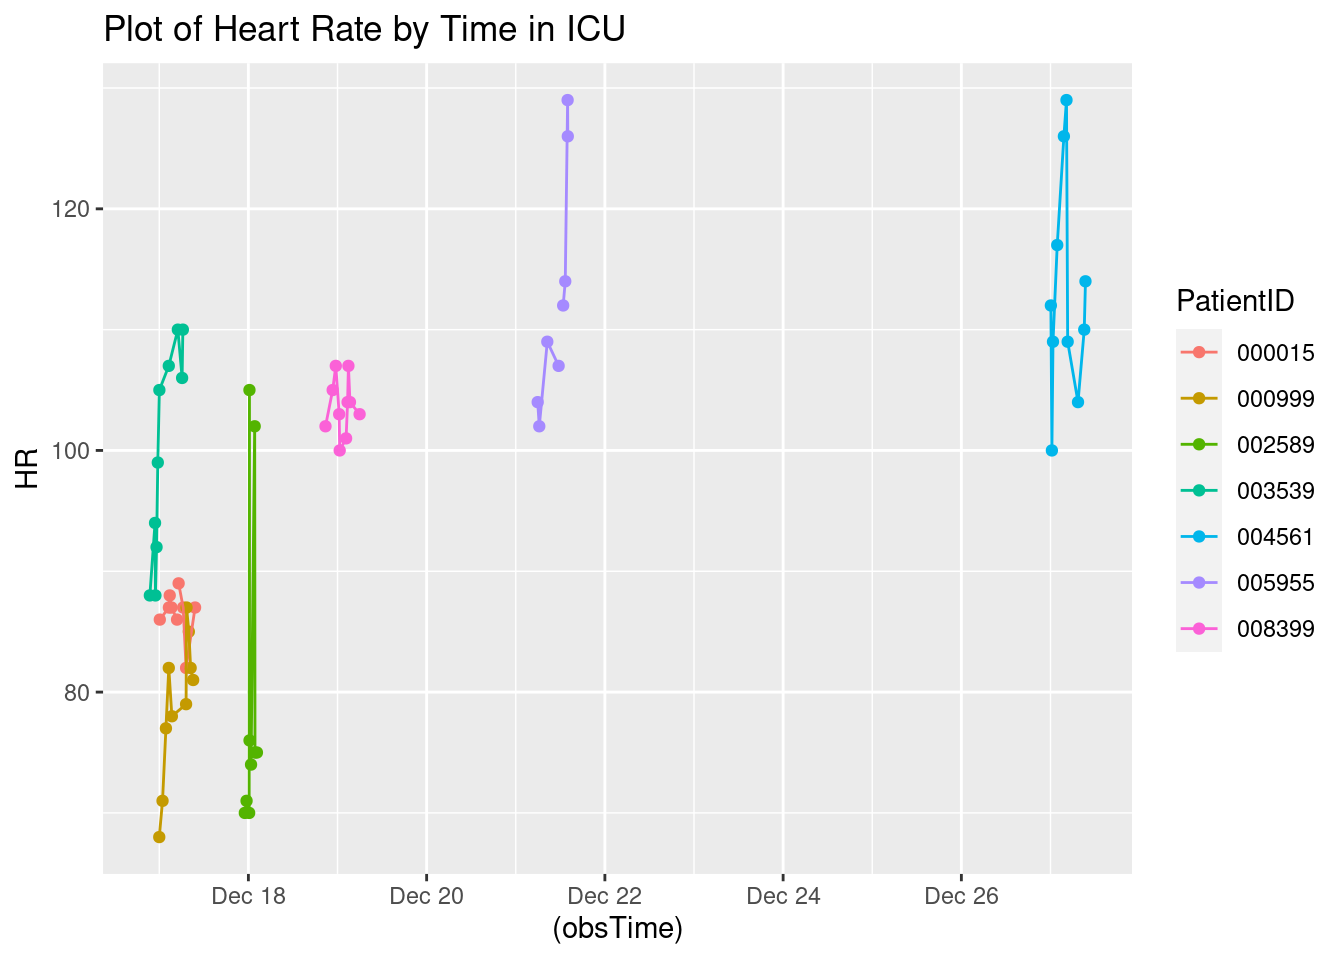 Plot of Heart Rate by Time in ICU
120
100
80
HR
Dec 18
Dec 20
Dec 22
Dec 24
Dec 26
(obsTime)
PatientID
000015
000999
002589
003539
004561
005955
008399